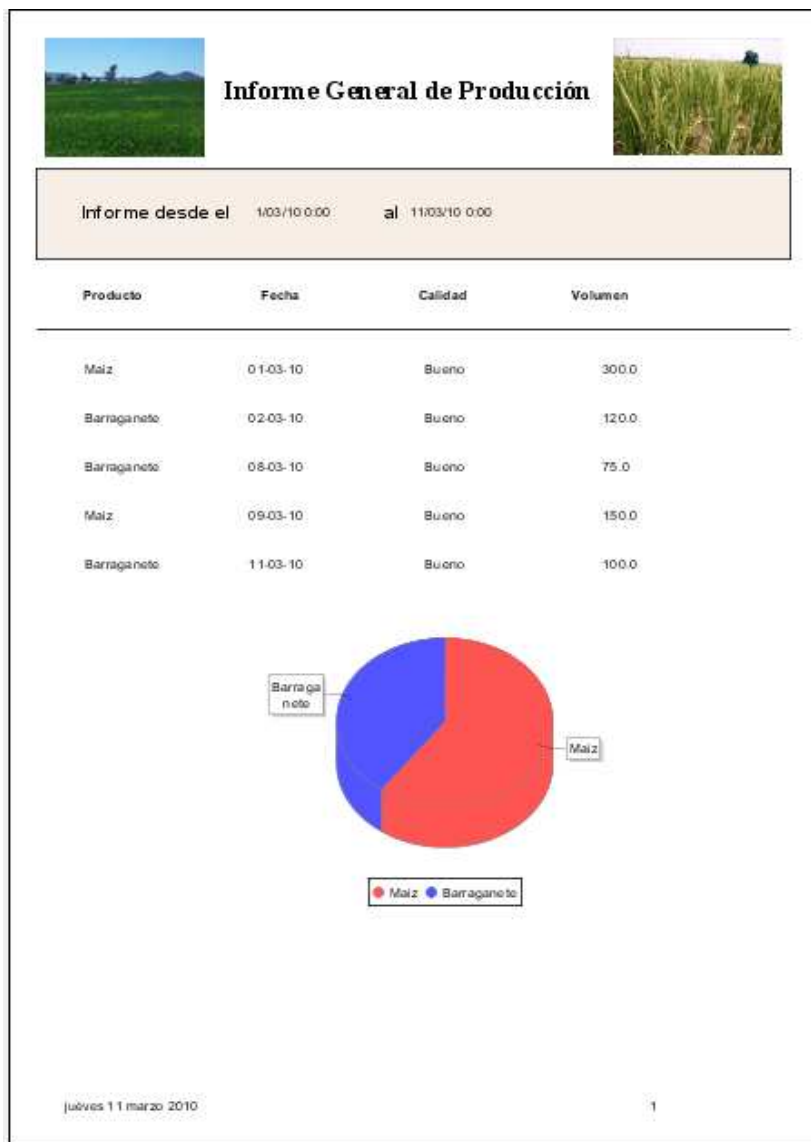 Informe General de Producción
Informe desde el 1/03/10 0:00 al 11/03/10 0:00
Producto Fecha Calidad Volumen
Maiz 01-03-10 Bueno 300.0
Barraganete 02-03-10 Bueno 120.0
Barraganete 08-03-10 Bueno 75.0
Maiz 09-03-10 Bueno 150.0
Barraganete 11-03-10 Bueno 100.0
Barraga
nete
Maiz
Maiz Barraganete
jueves 11 marzo 2010 1